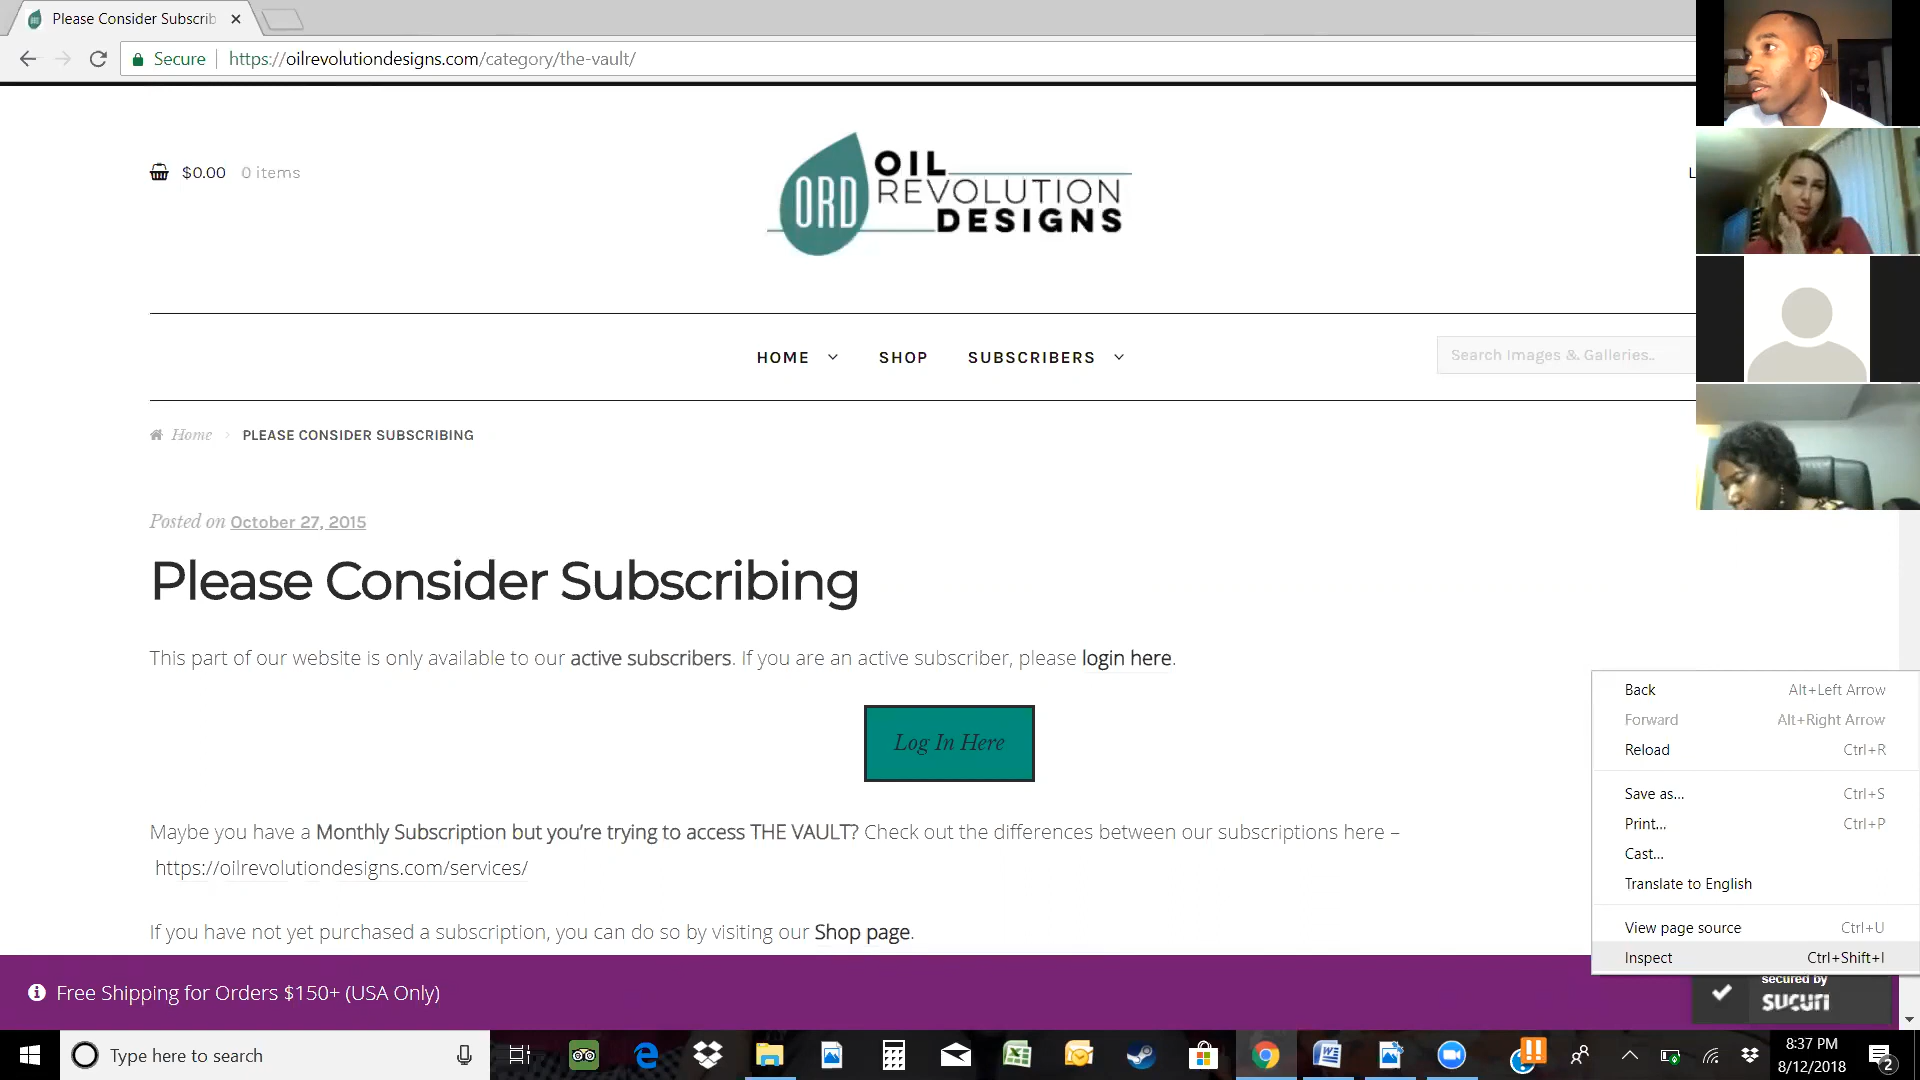 Please Consider Subscrib
Secure https://oilrevolutiondesigns.com/category/the-vault/
$0.00 0 items
ORD
OIL
REVOLUTION
DESIGNS
L
HOME SHOP SUBSCRIBERS
Search Images & Galleries..
Home PLEASE CONSIDER SUBSCRIBING
Posted on October 27, 2015
Please Consider Subscribing
This part of our website is only available to our active subscribers. If you are an active subscriber, please login here.
Log In Here
Maybe you have a Monthly Subscription but you're trying to access THE VAULT? Check out the differences between our subscriptions here –
https://oilrevolutiondesigns.com/services/
If you have not yet purchased a subscription, you can do so by visiting our Shop page.
Back Alt+Left Arrow
Forward Alt+Right Arrow
Reload Ctrl+R
Save as... Ctrl+S
Print... Ctrl+P
Cast...
Translate to English
View page source Ctrl+U
Inspect Ctrl+Shift+I
Free Shipping for Orders $150+ (USA Only)
secured by
sucuri
Type here to search
8:37 PM
8/12/2018
2